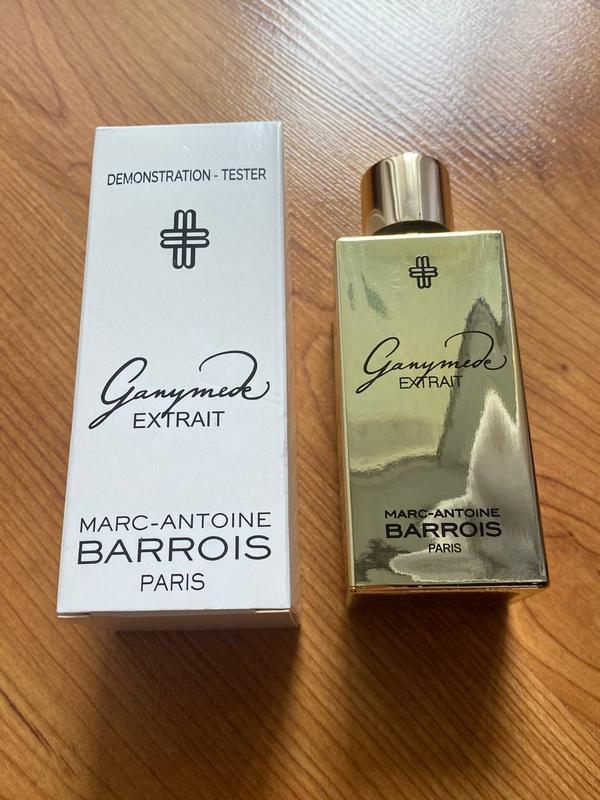 DEMONSTRATION - TESTER
Ganymede
EXTRAIT
MARC-ANTOINE
BARROIS
PARIS
Ganymede
EXTRAIT
MARC-ANTOINE
BARROIS
PARIS